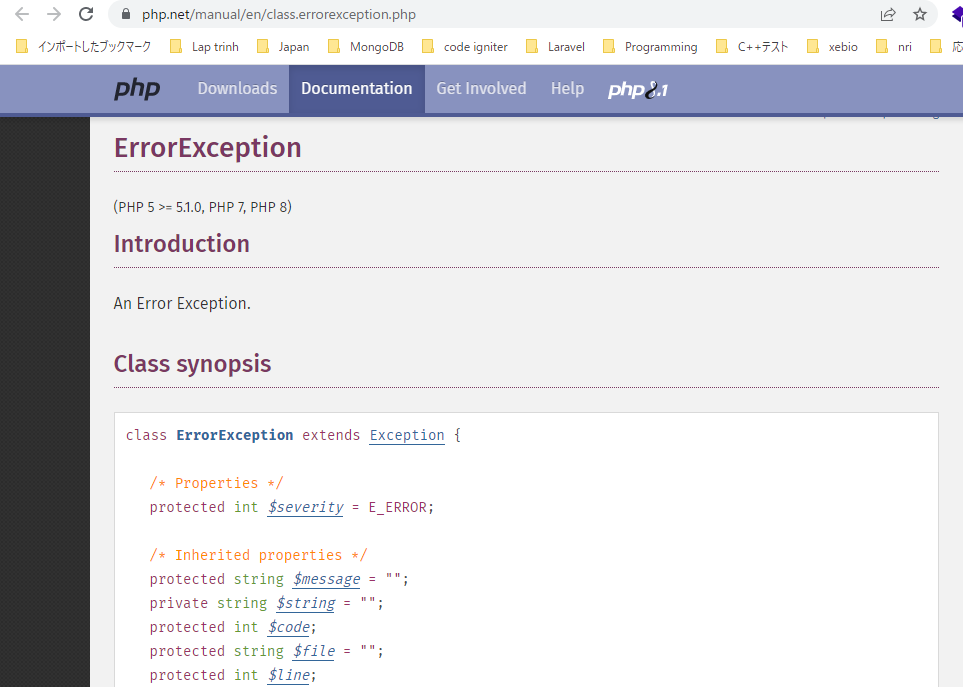 php.net/manual/en/class.errorexception.php
インポートしたブックマーク Lap trinh Japan MongoDB code igniter Laravel Programming C++テスト xebio nri 応
php Downloads Documentation Get Involved Help php8.1
ErrorException
(PHP 5 >= 5.1.0, PHP 7, PHP 8)
Introduction
An Error Exception.
Class synopsis
class ErrorException extends Exception {
/* Properties */
protected int $severity = E_ERROR;
/* Inherited properties */
protected string $message = "";
private string $string = "";
protected int $code;
protected string $file = "";
protected int $line;